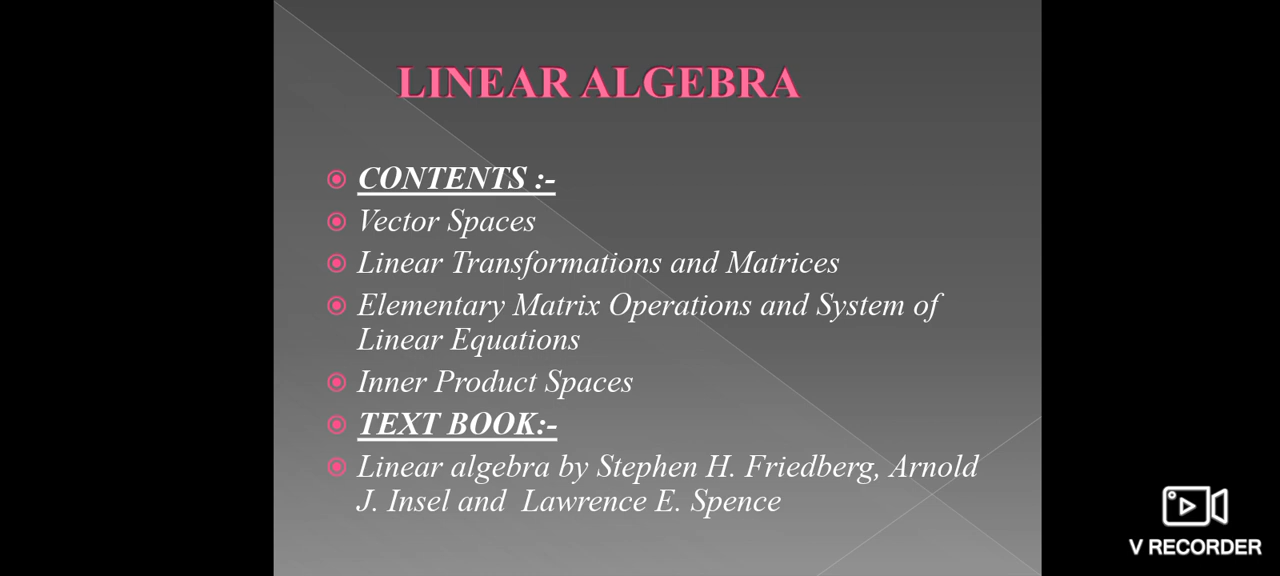 LINEAR ALGEBRA
CONTENTS :-
Vector Spaces
Linear Transformations and Matrices
Elementary Matrix Operations and System of
Linear Equations
Inner Product Spaces
TEXT BOOK:-
Linear algebra by Stephen H. Friedberg, Arnold
J. Insel and  Lawrence E. Spence
V RECORDER